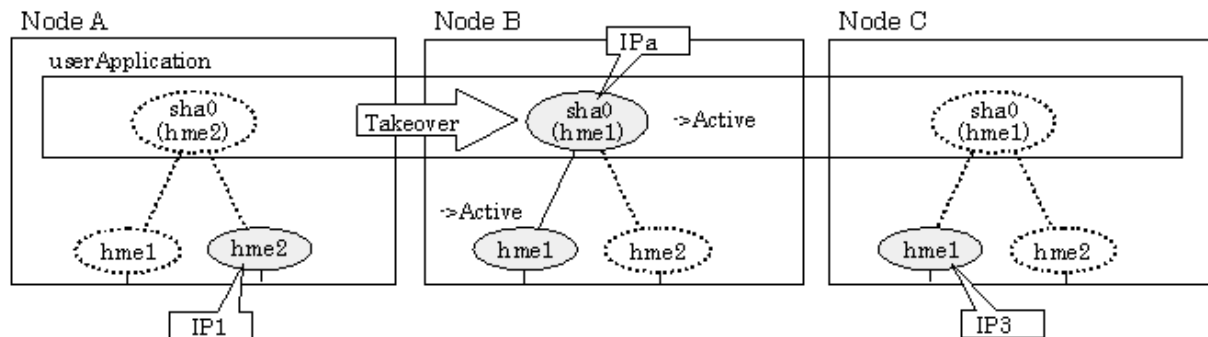 Node A
Node B
Node C
IPa
userApplication
sha0
(hme2)
Takeover
sha0
(hme1)
->Active
sha0
(hme1)
->Active
hme1
hme2
hme1
hme2
hme1
hme2
IP1
IP3